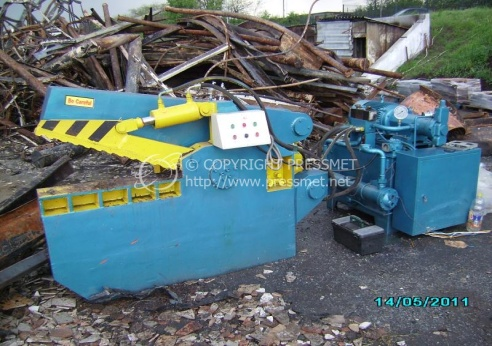 Be Careful
© COPYRIGHT PRESSMET
http://www.pressmet.net
14/05/2011